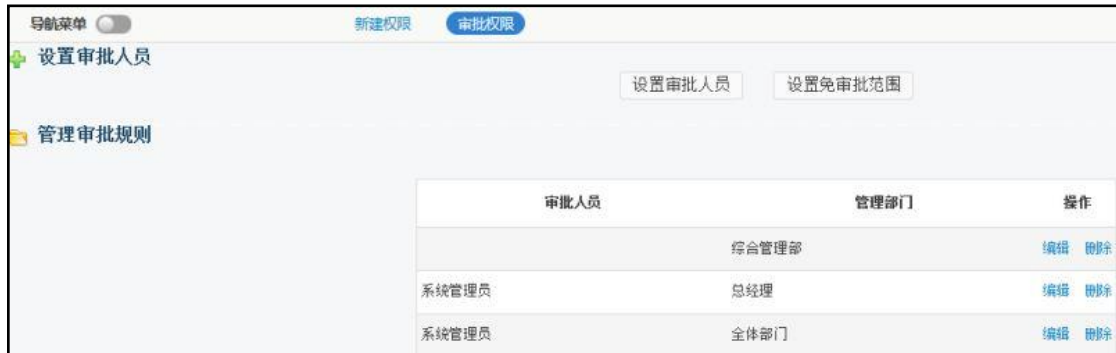 导航菜单 新建权限 审批权限
设置审批人员
设置审批人员 设置免审批范围
管理审批规则
审批人员 管理部门 操作
综合管理部 编辑 删除
系统管理员 总经理 编辑 删除
系统管理员 全体部门 编辑 删除